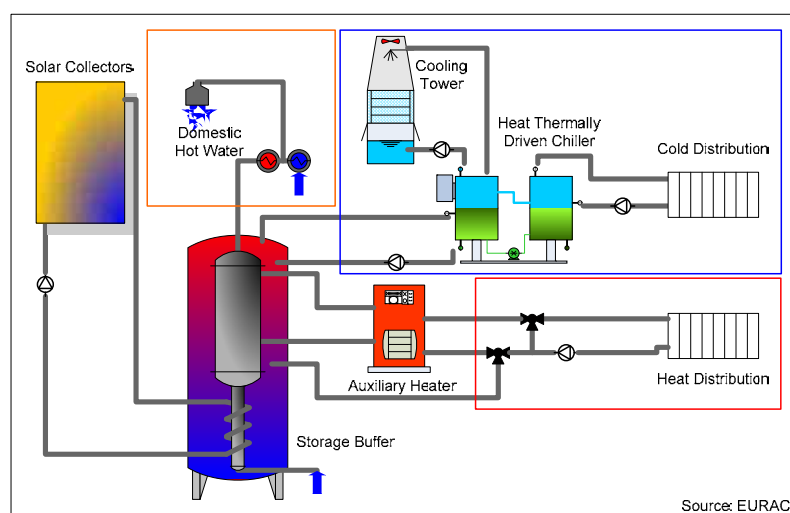 Solar Collectors
Domestic
Hot Water
Cooling
Tower
Heat Thermally
Driven Chiller
Cold Distribution
Auxiliary Heater
Heat Distribution
Storage Buffer
Source: EURAC